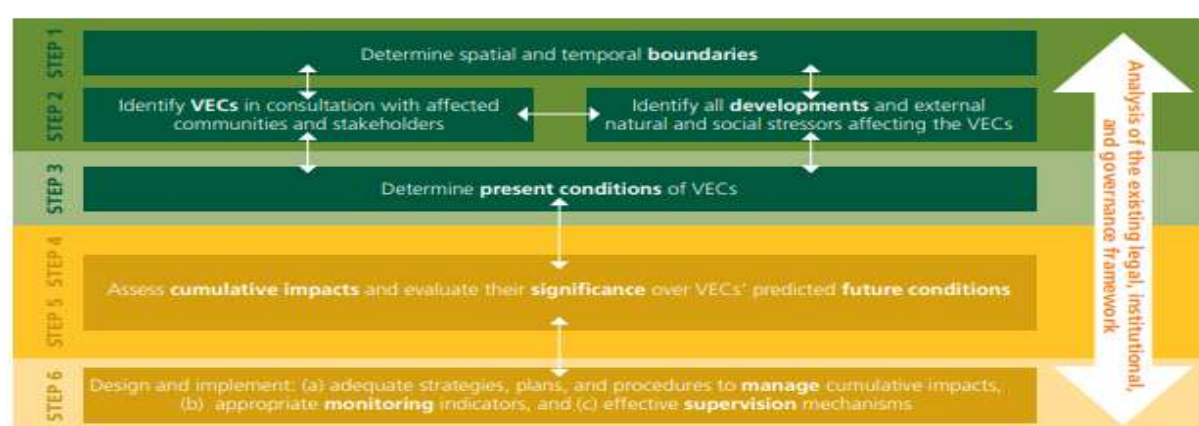 STEP 1
Determine spatial and temporal boundaries
STEP 2
Identify VECs in consultation with affected
communities and stakeholders
Identify all developments and external
natural and social stressors affecting the VECs
STEP 3
Determine present conditions of VECs
STEP 4
STEP 5
Assess cumulative impacts and evaluate their significance over VECs' predicted future conditions
STEP 6
Design and implement: (a) adequate strategies, plans, and procedures to manage cumulative impacts,
(b) appropriate monitoring indicators, and (c) effective supervision mechanisms
Analysis of the existing legal, institutional,
and governance framework